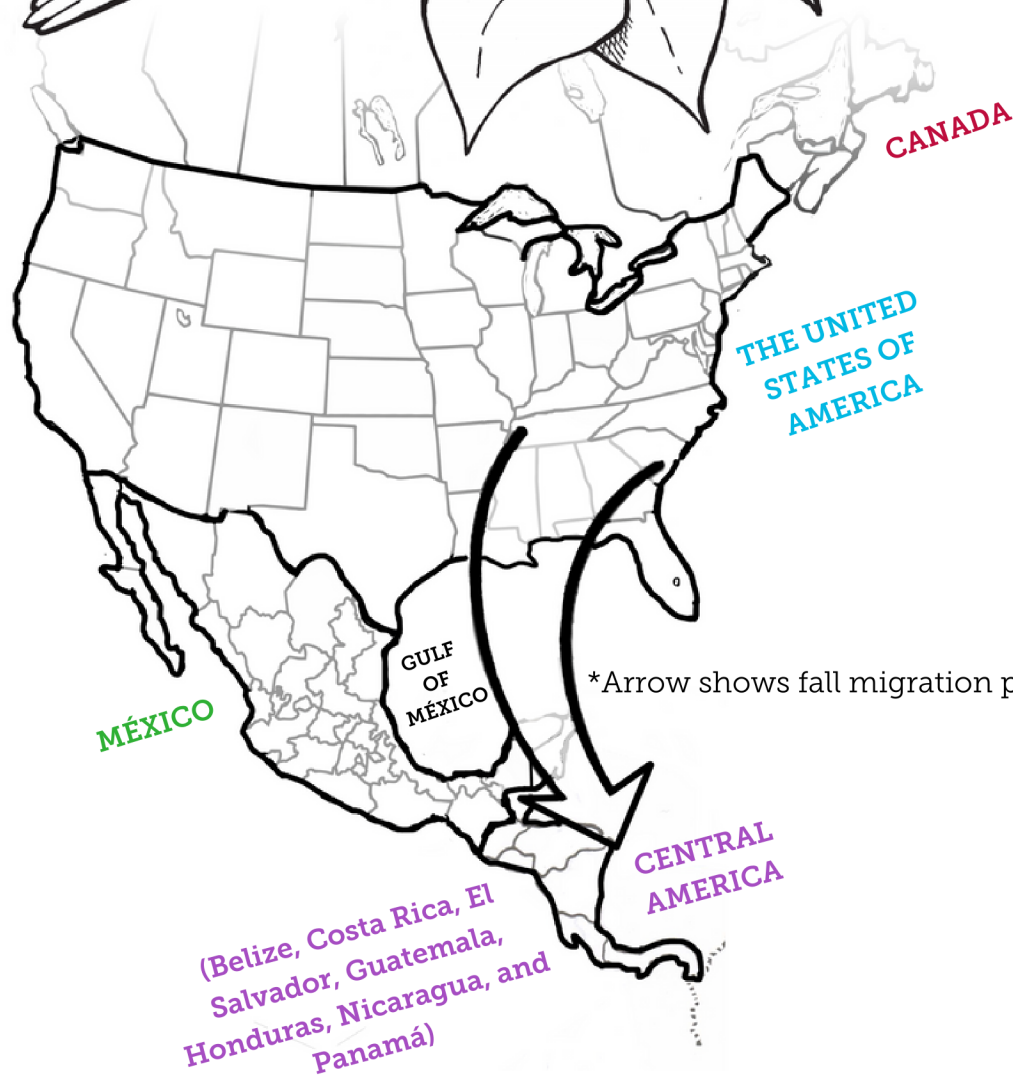 CANADA
THE UNITED
STATES OF
AMERICA
GULF
OF
MÉXICO
*Arrow shows fall migration p
MÉXICO
CENTRAL
AMERICA
(Belize, Costa Rica, El
Salvador, Guatemala,
Honduras, Nicaragua, and
Panamá)